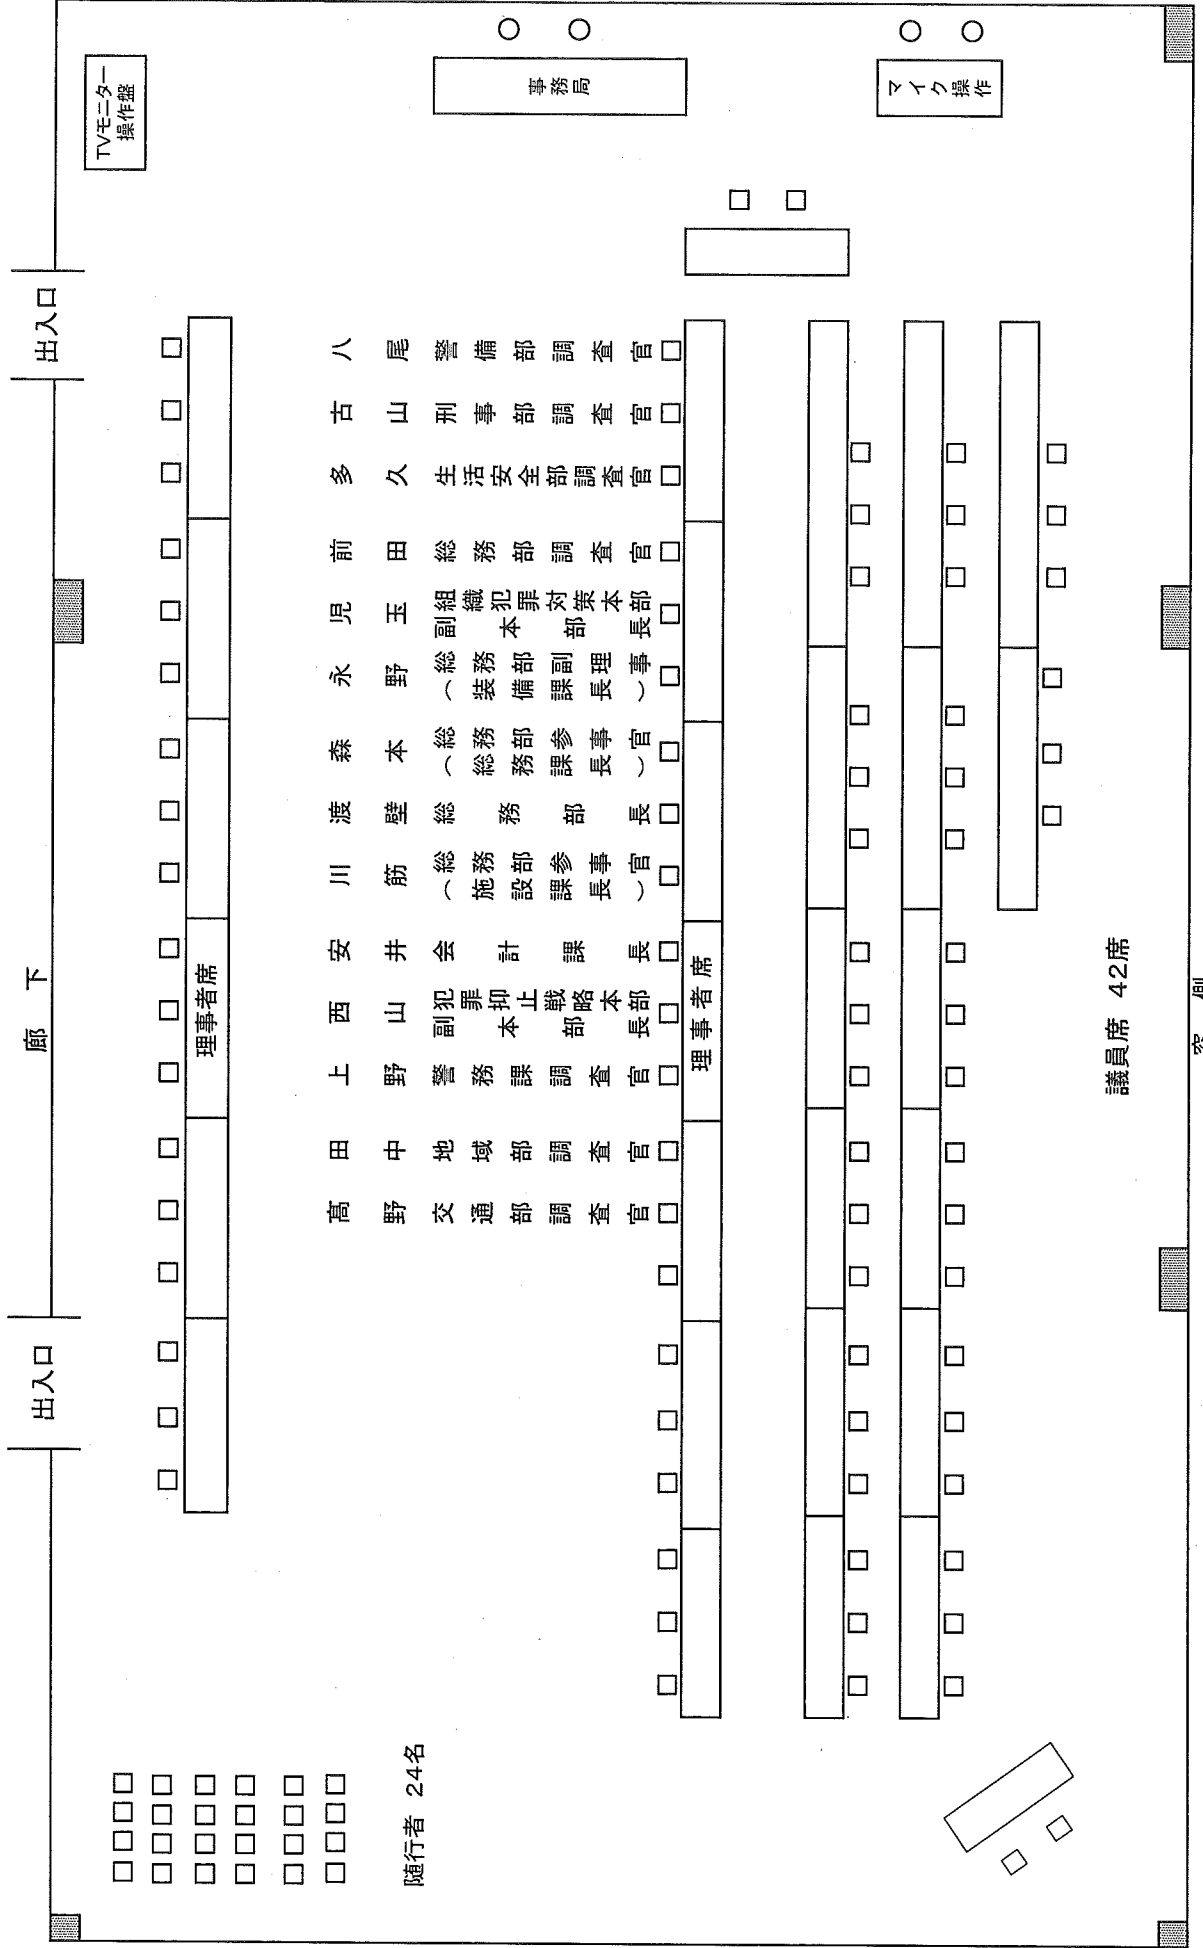 廊　下
出入口
出入口
TVモニター
操作盤
事務局
マイク操作
理事者席
髙野交通部調査官
田中地域部調査官
上野警務課調査官
西山犯罪抑止戦略本部
副本部長
安井会計課長
川筋総務部参事官
(施設課長)
渡壁総務部長
森本総務部参事官
(総務課長)
永野総務部副理事
(装備課長)
児玉組織犯罪対策本部
副本部長
前田総務部調査官
多久生活安全部調査官
古山刑事部調査官
八尾警備部調査官
理事者席
随行者 24名
議員席 42席